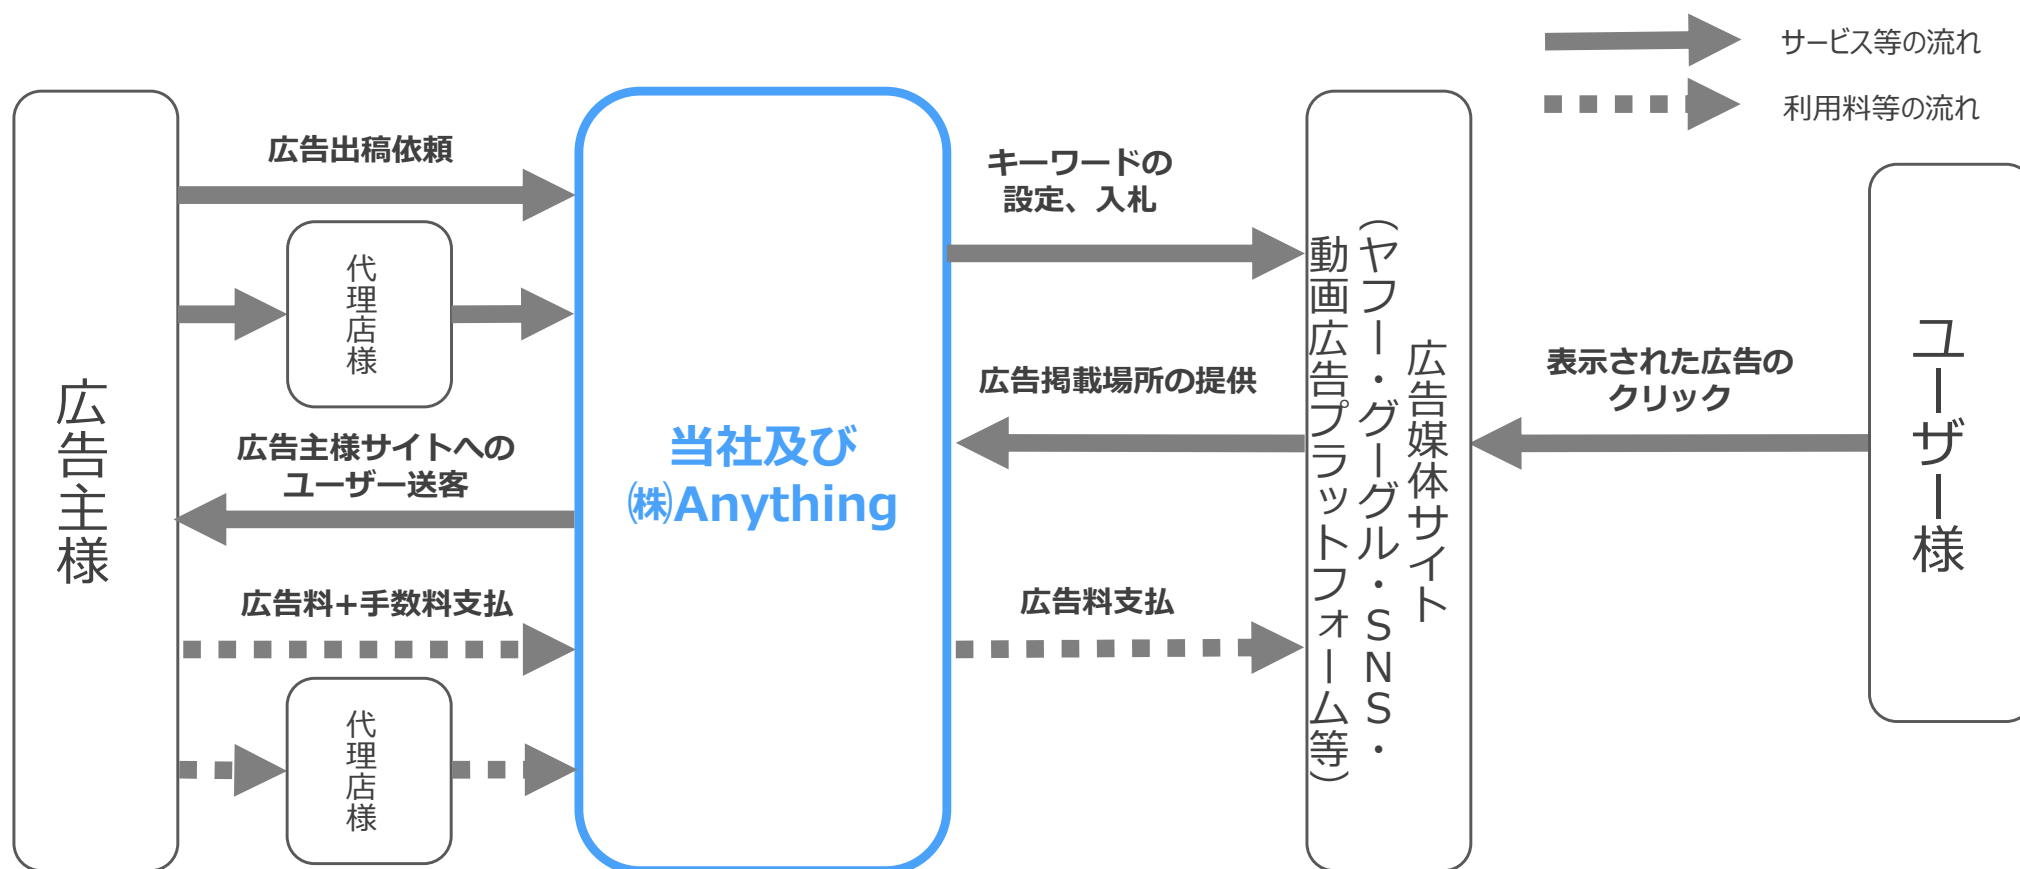 サービス等の流れ
利用料等の流れ
広告主様
広告出稿依頼
代理店様
広告主様サイトへの
ユーザー送客
広告料+手数料支払
代理店様
当社及び
㈱Anything
キーワードの
設定、入札
広告掲載場所の提供
広告料支払
広告媒体サイト
（ヤフー・グーグル・SNS・
動画広告プラットフォーム等）
表示された広告の
クリック
ユーザー様